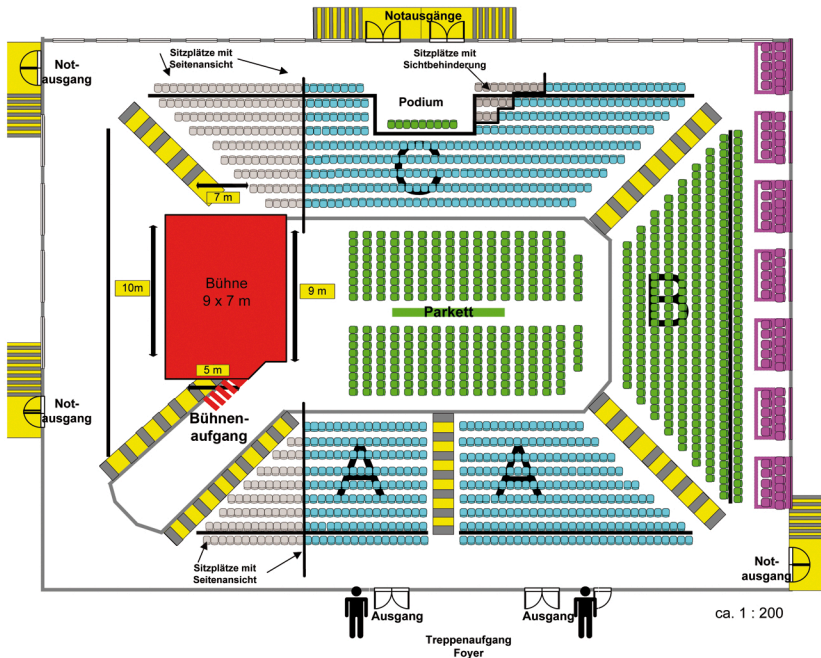 Notausgänge
Not-
ausgang
Sitzplätze mit
Seitenansicht
Sitzplätze mit
Sichtbehinderung
Podium
C
7 m
Bühne
9 x 7 m
10m
9 m
Parkett
B
5 m
Not-
ausgang
Bühnen-
aufgang
A
A
Sitzplätze mit
Seitenansicht
Not-
ausgang
Ausgang
Ausgang
ca. 1 : 200
Treppenaufgang
Foyer